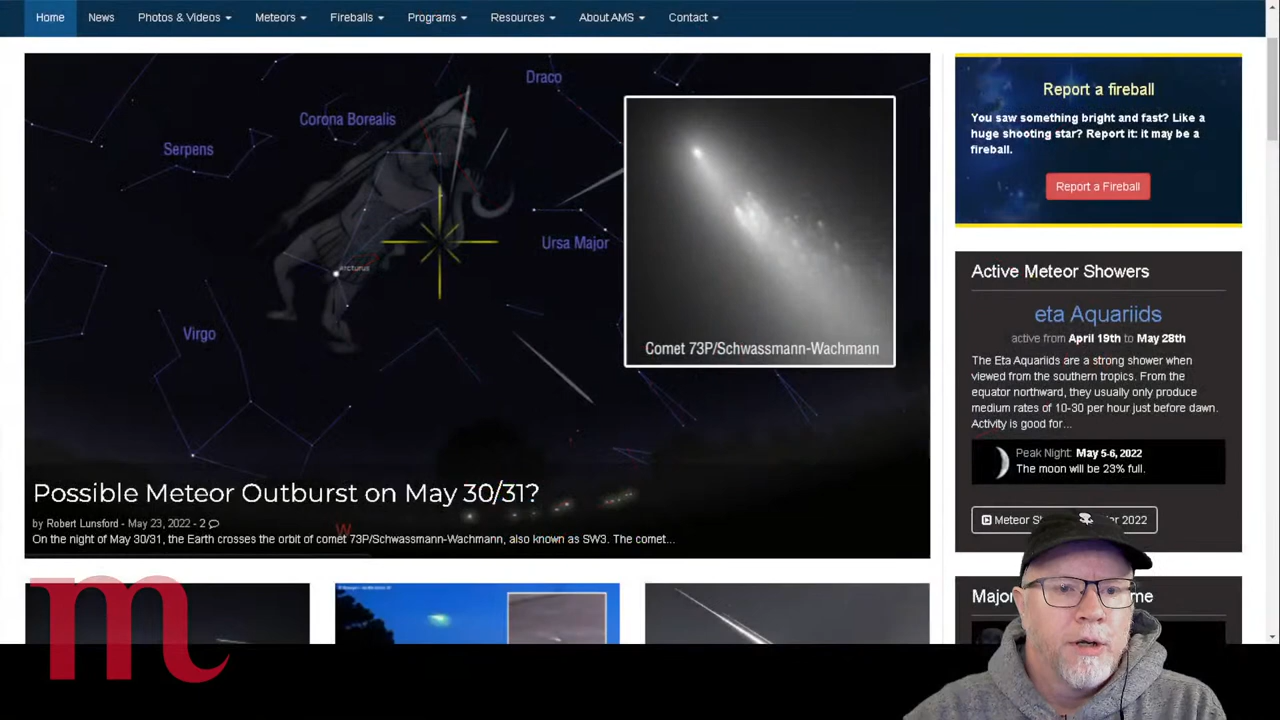 Home News Photos & Videos Meteors Fireballs Programs Resources About AMS Contact
Draco
Corona Borealis
Serpens
Ursa Major
Arcturus
Virgo
Comet 73P/Schwassmann-Wachmann
Possible Meteor Outburst on May 30/31?
by Robert Lunsford - May 23, 2022 - 2
W
On the night of May 30/31, the Earth crosses the orbit of comet 73P/Schwassmann-Wachmann, also known as SW3. The comet...
Report a fireball
You saw something bright and fast? Like a
huge shooting star? Report it: it may be a
fireball.
Report a Fireball
Active Meteor Showers
eta Aquariids
active from April 19th to May 28th
The Eta Aquariids are a strong shower when
viewed from the southern tropics. From the
equator northward, they usually only produce
medium rates of 10-30 per hour just before dawn.
Activity is good for...
Peak Night: May 5-6, 2022
The moon will be 23% full.
Meteor 2022
Major
m